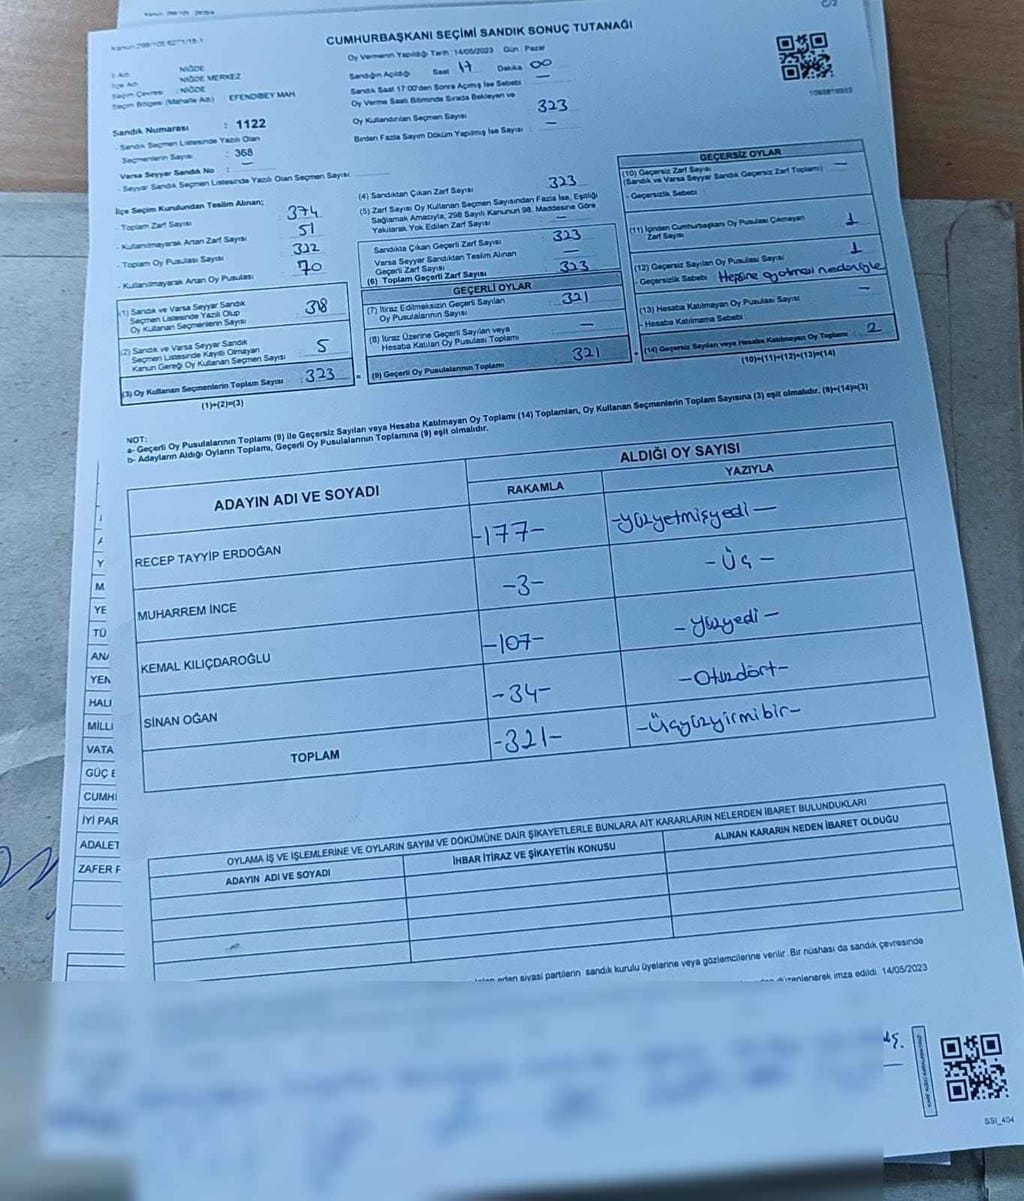 CUMHURBAŞKANI SEÇİMİ SANDIK SONUÇ TUTANAĞI
Oy Vermenin Yapıldığı Tarih : 14/05/2023 Gün : Pazar
Sandığın Açıldığı Saat 17 Dakika 00
Sandık Saat 17:00'den Sonra Açılmış İse Sebebi —
Oy Verme Saati Bitiminde Sırada Bekleyen ve
Oy Kullandırılan Seçmen Sayısı 323
Birden Fazla Sayım Döküm Yapılmış İse Sayısı : —
İl Adı NİĞDE
İlçe Adı NİĞDE MERKEZ
Seçim Çevresi : NİĞDE
Seçim Bölgesi (Mahalle Adı) EFENDİBEY MAH.
Sandık Numarası : 1122
Sandık Seçmen Listesinde Yazılı Olan
Seçmenlerin Sayısı : 368
Varsa Seyyar Sandık No : —
Seyyar Sandık Seçmen Listesinde Yazılı Olan Seçmen Sayısı:
İlçe Seçim Kurulundan Teslim Alınan;
- Toplam Zarf Sayısı : 374
- Kullanılmayarak Artan Zarf Sayısı : 51
- Toplam Oy Pusulası Sayısı : 322
- Kullanılmayarak Artan Oy Pusulası : 70
(1) Sandık ve Varsa Seyyar Sandık
Seçmen Listesinde Yazılı Olup
Oy Kullanan Seçmenlerin Sayısı : 318
(2) Sandık ve Varsa Seyyar Sandık
Seçmen Listesinde Kayıtlı Olmayan
Kanun Gereği Oy Kullanan Seçmen Sayısı : 5
(3) Oy Kullanan Seçmenlerin Toplam Sayısı : 323
(1)+(2)=(3)
(4) Sandıktan Çıkan Zarf Sayısı : 323
(5) Zarf Sayısı Oy Kullanan Seçmen Sayısından Fazla İse, Eşitliği
Sağlamak Amacıyla, 298 Sayılı Kanunun 98. Maddesine Göre
Yakılarak Yok Edilen Zarf Sayısı —
Sandıkta Çıkan Geçerli Zarf Sayısı : 323
Varsa Seyyar Sandıktan Teslim Alınan
Geçerli Zarf Sayısı —
(6) Toplam Geçerli Zarf Sayısı : 323
GEÇERLİ OYLAR
(7) İtiraz Edilmeksizin Geçerli Sayılan
Oy Pusulalarının Sayısı : 321
(8) İtiraz Üzerine Geçerli Sayılan veya
Hesaba Katılan Oy Pusulası Toplamı —
(9) Geçerli Oy Pusulalarının Toplamı : 321
GEÇERSİZ OYLAR
(10) Geçersiz Zarf Sayısı —
(Sandık ve Varsa Seyyar Sandık Geçersiz Zarf Toplamı)
- Geçersizlik Sebebi
(11) İçinden Cumhurbaşkanı Oy Pusulası Çıkmayan
Zarf Sayısı 1
(12) Geçersiz Sayılan Oy Pusulası Sayısı 1
- Geçersizlik Sebebi Hepsine oy atması nedeniyle
(13) Hesaba Katılmayan Oy Pusulası Sayısı —
- Hesaba Katılmama Sebebi
(14) Geçersiz Sayılan veya Hesaba Katılmayan Oy Toplamı : 2
(10)+(11)+(12)+(13)=(14)
NOT:
a- Geçerli Oy Pusulalarının Toplamı (9) ile Geçersiz Sayılan veya Hesaba Katılmayan Oy Toplamı (14) Toplamları, Oy Kullanan Seçmenlerin Toplam Sayısına (3) eşit olmalıdır. (9)+(14)=(3)
b- Adayların Aldığı Oyların Toplamı, Geçerli Oy Pusulalarının Toplamına (9) eşit olmalıdır.
ADAYIN ADI VE SOYADI
ALDIĞI OY SAYISI
RAKAMLA YAZIYLA
RECEP TAYYİP ERDOĞAN -177- -yüzyetmişyedi-
MUHARREM İNCE -3- -Üç-
KEMAL KILIÇDAROĞLU -107- -yüzyedi-
SİNAN OĞAN -34- -Otuzdört-
TOPLAM -321- -Üçyüzyirmibir-
OYLAMA İŞ VE İŞLEMLERİNE VE OYLARIN SAYIM VE DÖKÜMÜNE DAİR ŞİKAYETLERLE BUNLARA AİT KARARLARIN NELERDEN İBARET BULUNDUKLARI
ADAYIN ADI VE SOYADI İHBAR İTİRAZ VE ŞİKAYETİN KONUSU ALINAN KARARIN NEDEN İBARET OLDUĞU
eden siyasi partilerin sandık kurulu üyelerine veya gözlemcilerine verilir. Bir nüshası da sandık çevresinde
düzenlenerek imza edildi. 14/05/2023
M
YE
TÜ
YEN
HALI
MİLLİ
VATA
GÜÇ
CUMHİ
İYİ PAR
ADALET
ZAFER
SSI_404